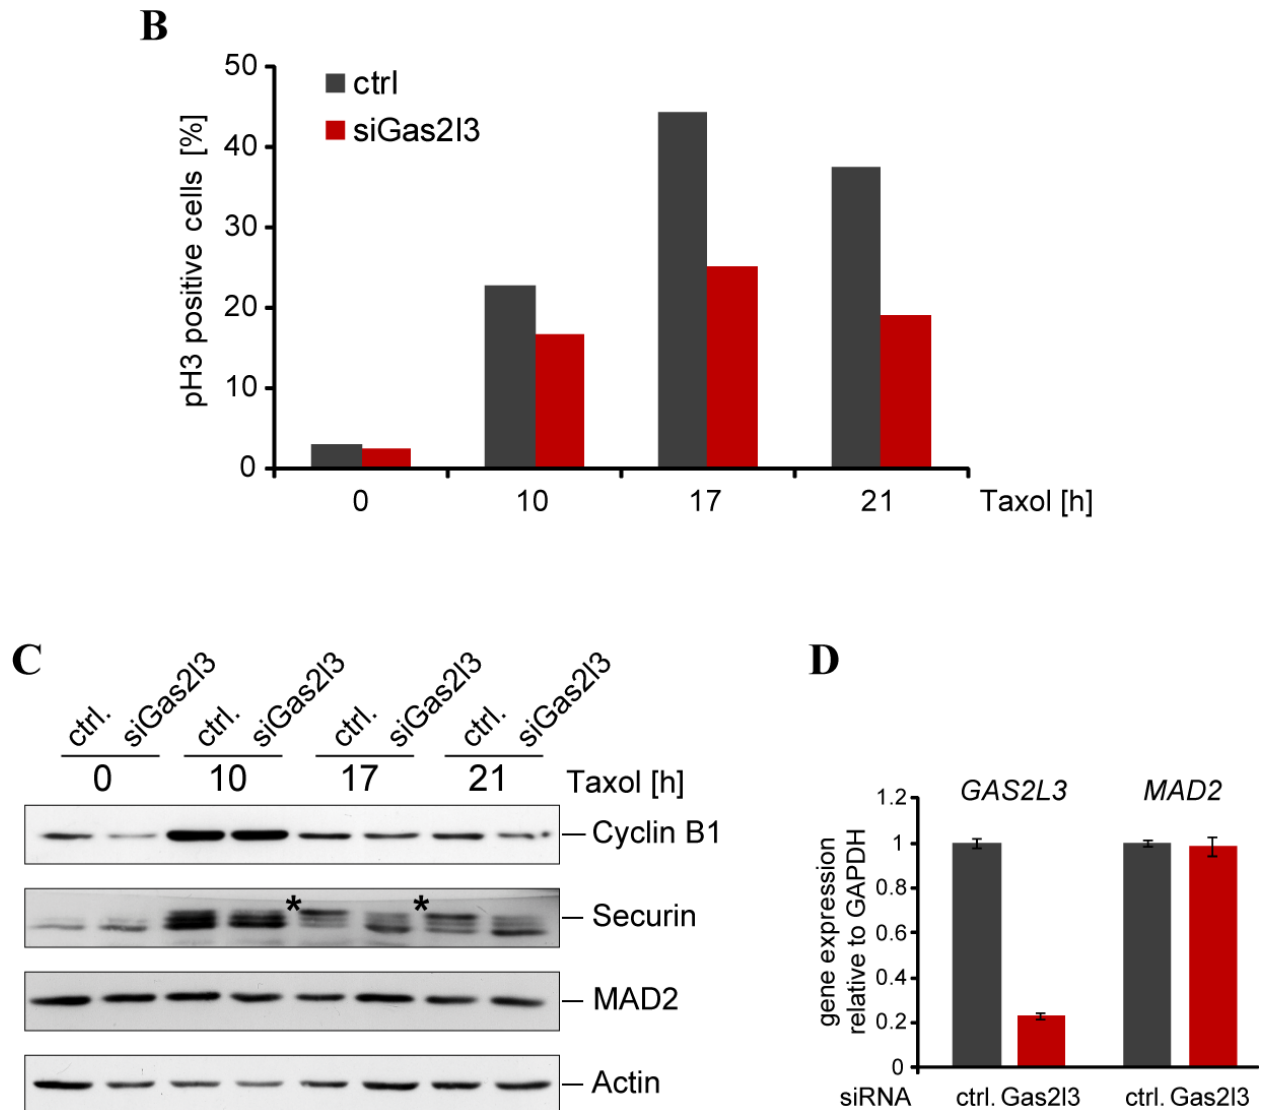 B
50
40
30
20
10
0
pH3 positive cells [%]
ctrl
siGas2l3
0 10 17 21 Taxol [h]
C
ctrl. siGas2l3 ctrl. siGas2l3 ctrl. siGas2l3 ctrl. siGas2l3
0 10 17 21 Taxol [h]
Cyclin B1
* * Securin
MAD2
Actin
D
GAS2L3 MAD2
1.2
1
0.8
0.6
0.4
0.2
0
gene expression
relative to GAPDH
siRNA ctrl. Gas2l3 ctrl. Gas2l3